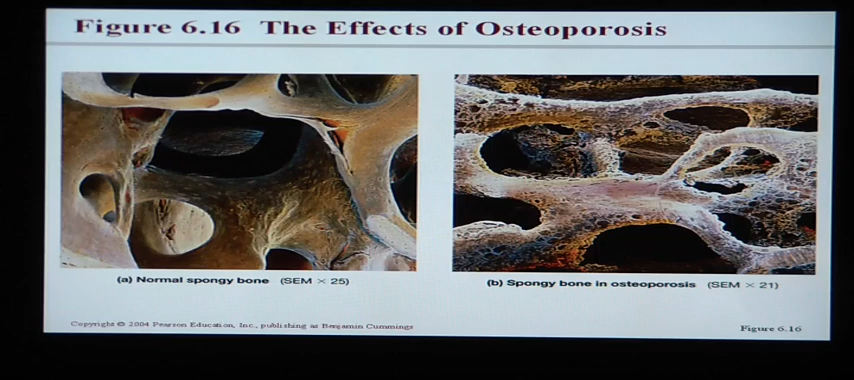 Figure 6.16 The Effects of Osteoporosis
(a) Normal spongy bone (SEM × 25)
(b) Spongy bone in osteoporosis (SEM × 21)
Copyright © 2004 Pearson Education, Inc., publishing as Benjamin Cummings
Figure 6.16